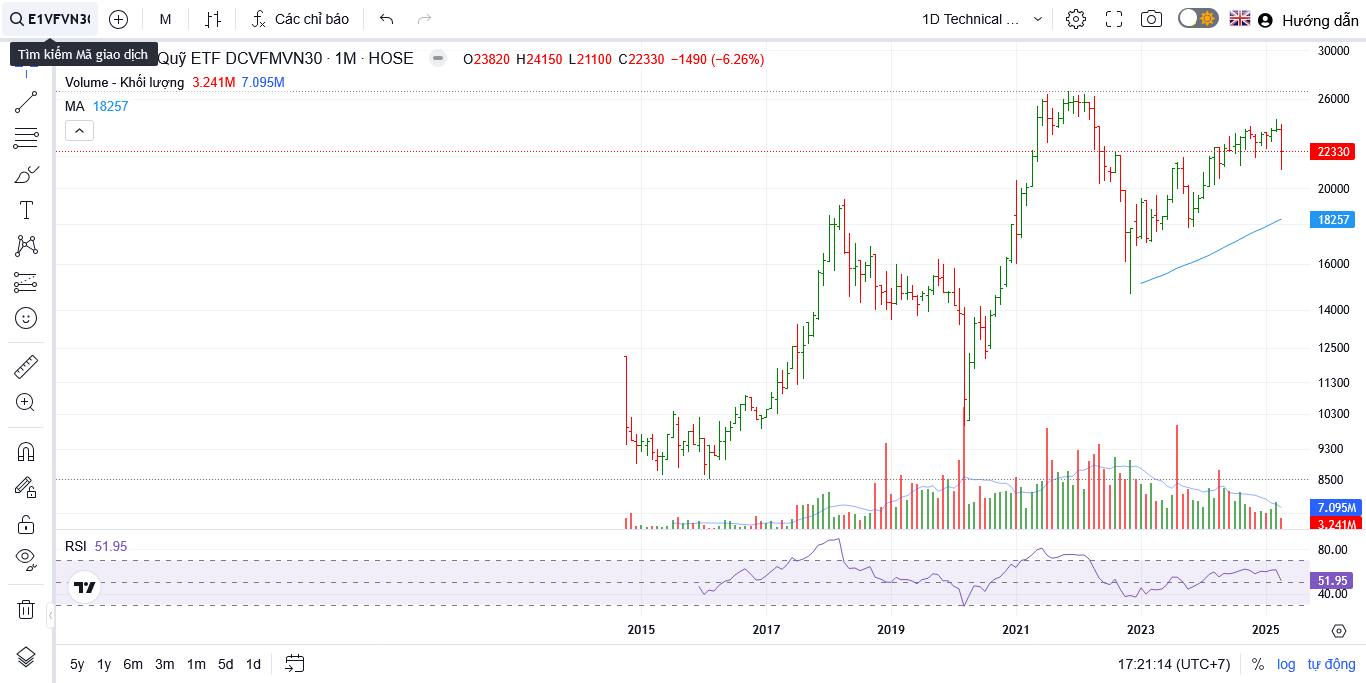 E1VFVN30
M
Các chỉ báo
1D Technical ...
Hướng dẫn
Tìm kiếm Mã giao dịch
Quỹ ETF DCVFMVN30 · 1M · HOSE
O23820 H24150 L21100 C22330 −1490 (−6.26%)
Volume - Khối lượng 3.241M 7.095M
MA 18257
30000
26000
22330
20000
18257
16000
14000
12500
11300
10300
9300
8500
7.095M
3.241M
RSI 51.95
80.00
51.95
40.00
2015 2017 2019 2021 2023 2025
5y 1y 6m 3m 1m 5d 1d
17:21:14 (UTC+7)
% log tự động